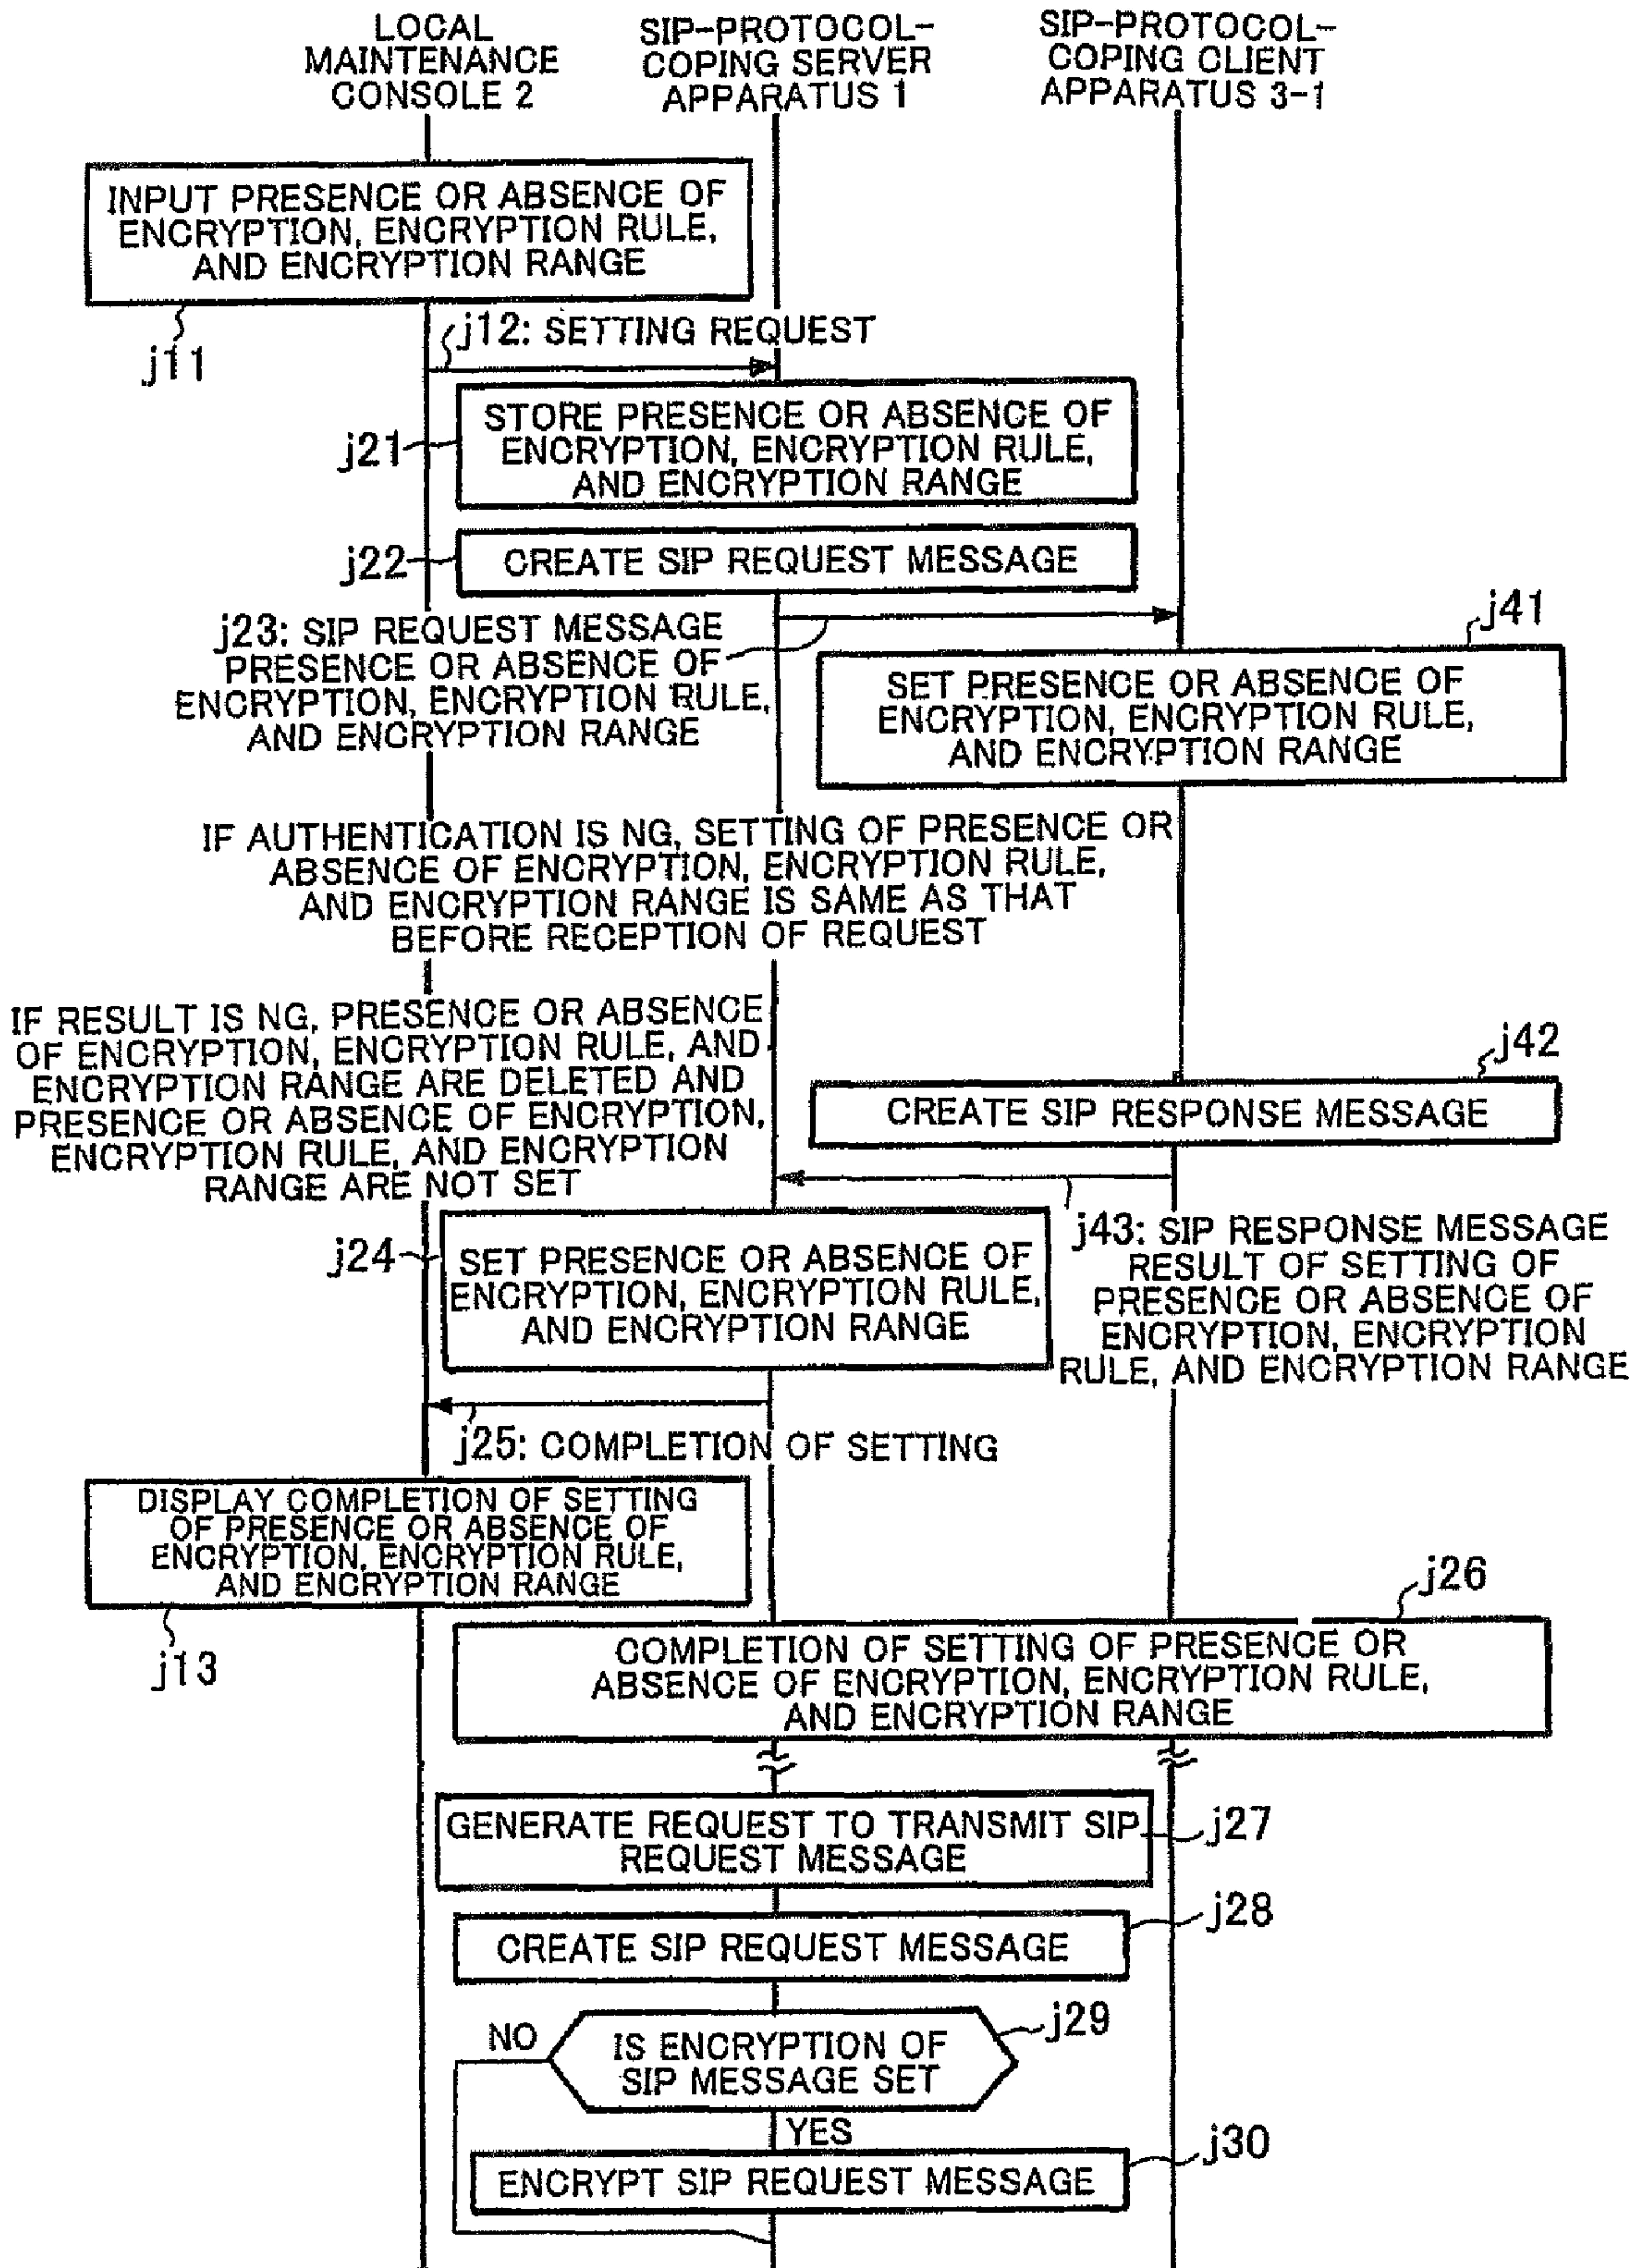 LOCAL
MAINTENANCE
CONSOLE 2
SIP-PROTOCOL-
COPING SERVER
APPARATUS 1
SIP-PROTOCOL-
COPING CLIENT
APPARATUS 3-1
INPUT PRESENCE OR ABSENCE OF
ENCRYPTION, ENCRYPTION RULE,
AND ENCRYPTION RANGE
j11
j12: SETTING REQUEST
j21
STORE PRESENCE OR ABSENCE OF
ENCRYPTION, ENCRYPTION RULE,
AND ENCRYPTION RANGE
j22
CREATE SIP REQUEST MESSAGE
j23: SIP REQUEST MESSAGE
PRESENCE OR ABSENCE OF
ENCRYPTION, ENCRYPTION RULE,
AND ENCRYPTION RANGE
j41
SET PRESENCE OR ABSENCE OF
ENCRYPTION, ENCRYPTION RULE,
AND ENCRYPTION RANGE
IF AUTHENTICATION IS NG, SETTING OF PRESENCE OR
ABSENCE OF ENCRYPTION, ENCRYPTION RULE,
AND ENCRYPTION RANGE IS SAME AS THAT
BEFORE RECEPTION OF REQUEST
IF RESULT IS NG, PRESENCE OR ABSENCE
OF ENCRYPTION, ENCRYPTION RULE, AND
ENCRYPTION RANGE ARE DELETED AND
PRESENCE OR ABSENCE OF ENCRYPTION,
ENCRYPTION RULE, AND ENCRYPTION
RANGE ARE NOT SET
j42
CREATE SIP RESPONSE MESSAGE
j43: SIP RESPONSE MESSAGE
RESULT OF SETTING OF
PRESENCE OR ABSENCE OF
ENCRYPTION, ENCRYPTION
RULE, AND ENCRYPTION RANGE
j24
SET PRESENCE OR ABSENCE OF
ENCRYPTION, ENCRYPTION RULE,
AND ENCRYPTION RANGE
j25: COMPLETION OF SETTING
DISPLAY COMPLETION OF SETTING
OF PRESENCE OR ABSENCE OF
ENCRYPTION, ENCRYPTION RULE,
AND ENCRYPTION RANGE
j13
j26
COMPLETION OF SETTING OF PRESENCE OR
ABSENCE OF ENCRYPTION, ENCRYPTION RULE,
AND ENCRYPTION RANGE
GENERATE REQUEST TO TRANSMIT SIP
REQUEST MESSAGE
j27
j28
CREATE SIP REQUEST MESSAGE
j29
NO
IS ENCRYPTION OF
SIP MESSAGE SET
YES
j30
ENCRYPT SIP REQUEST MESSAGE